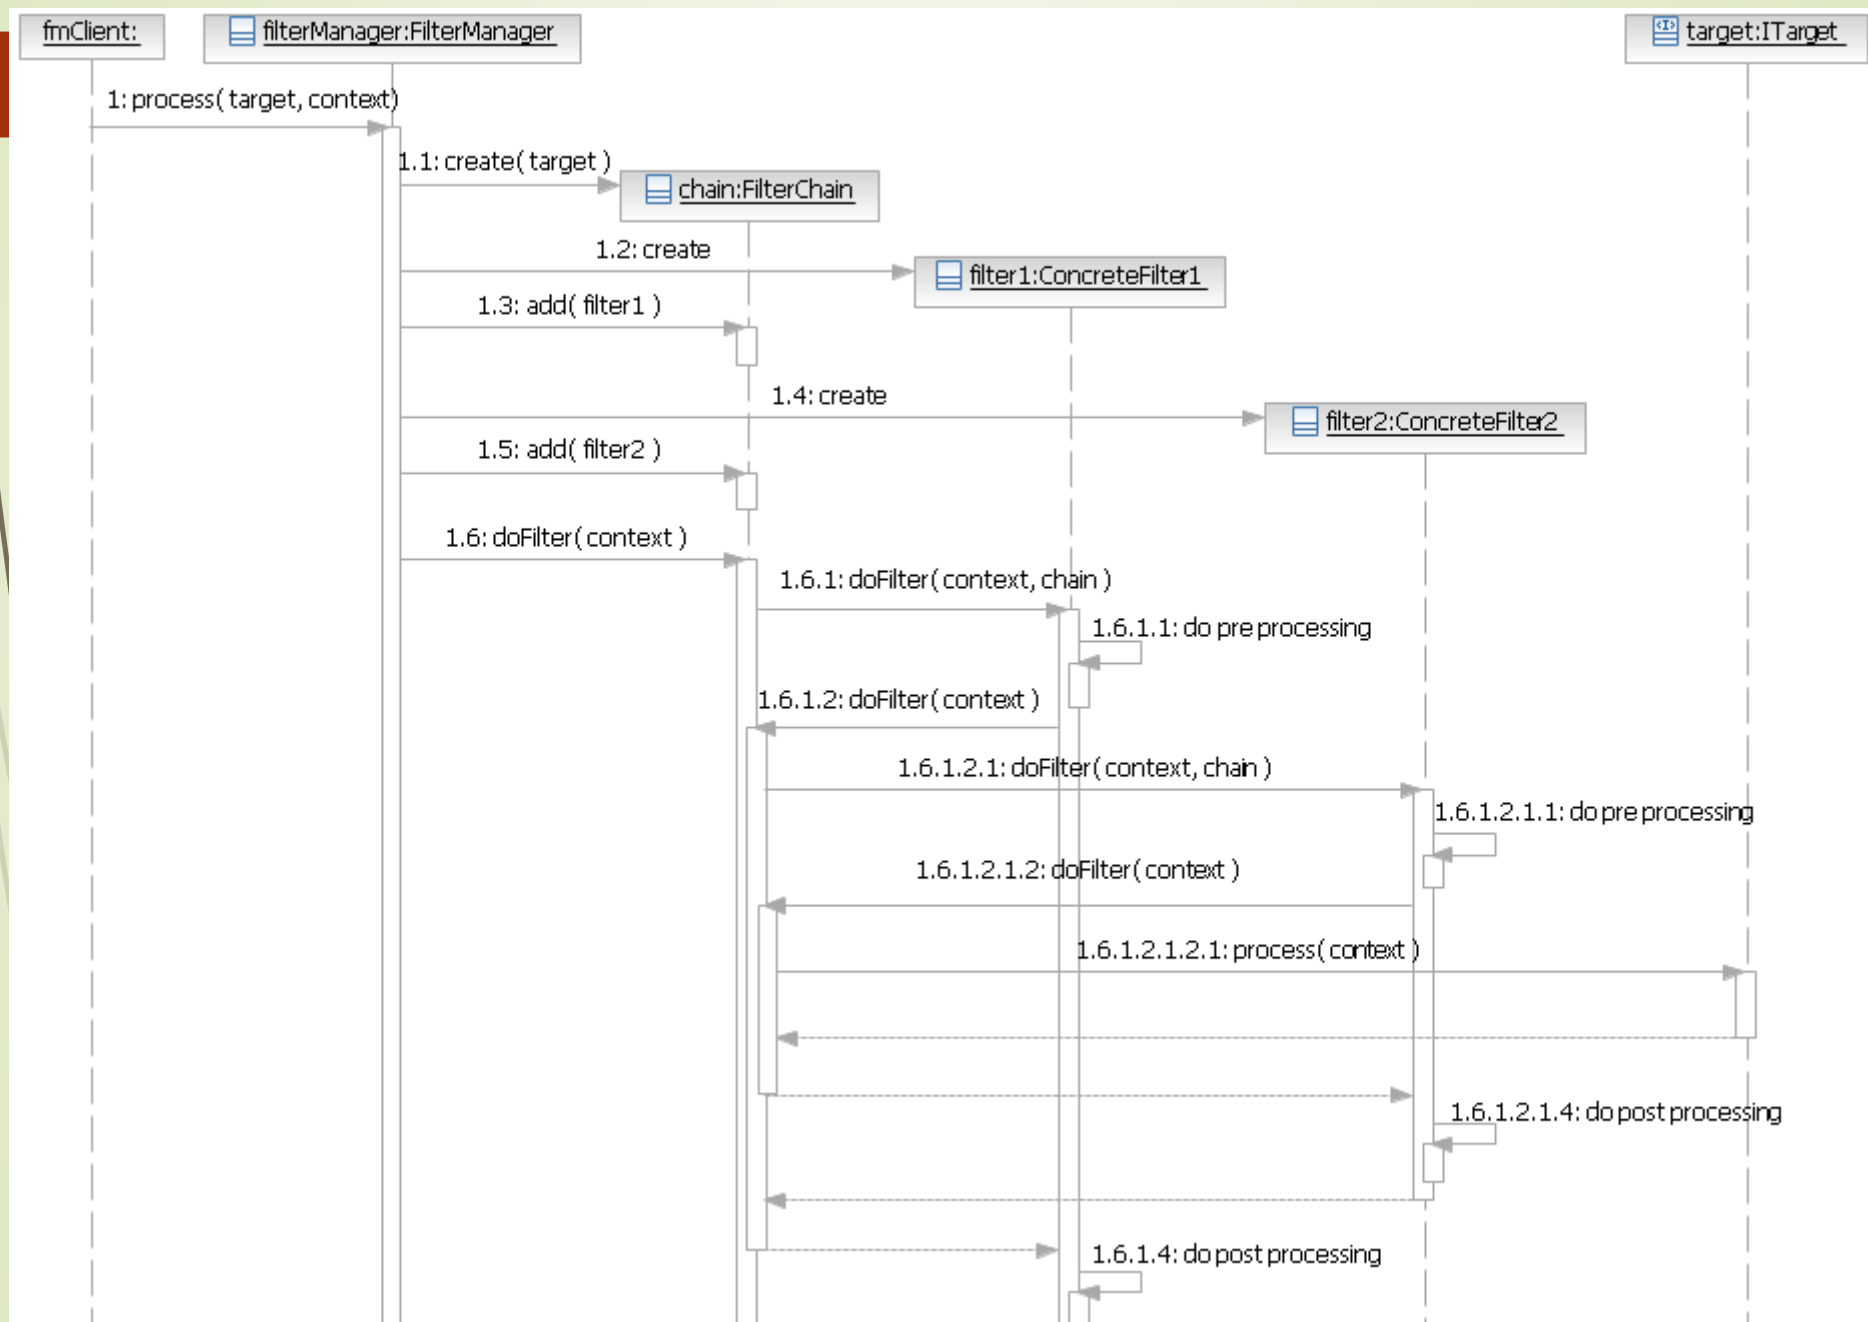 fmClient:
filterManager:FilterManager
target:ITarget
1: process( target, context)
1.1: create( target )
chain:FilterChain
1.2: create
filter1:ConcreteFilter1
1.3: add( filter1 )
1.4: create
filter2:ConcreteFilter2
1.5: add( filter2 )
1.6: doFilter( context )
1.6.1: doFilter( context, chain )
1.6.1.1: do pre processing
1.6.1.2: doFilter( context )
1.6.1.2.1: doFilter( context, chain )
1.6.1.2.1.1: do pre processing
1.6.1.2.1.2: doFilter( context )
1.6.1.2.1.2.1: process( context )
1.6.1.2.1.4: do post processing
1.6.1.4: do post processing